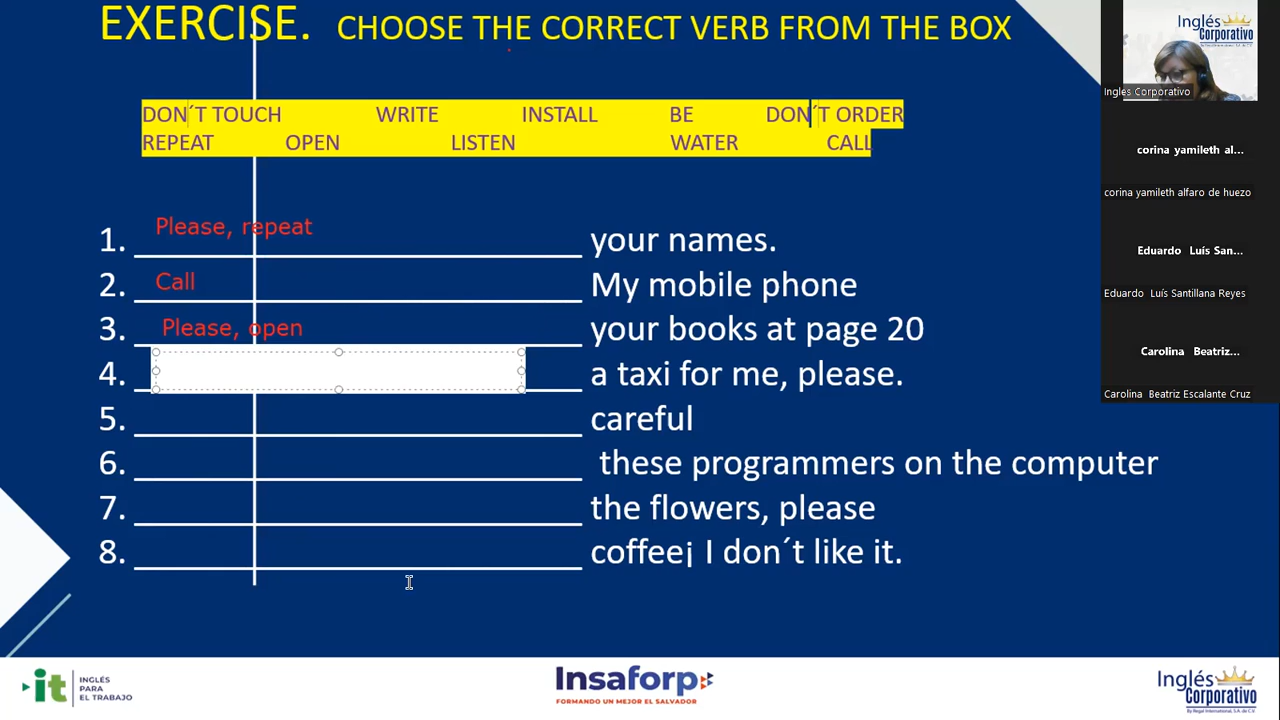 EXERCISE. CHOOSE THE CORRECT VERB FROM THE BOX
DON´T TOUCH WRITE INSTALL BE DON´T ORDER
REPEAT OPEN LISTEN WATER CALL
1. Please, repeat your names.
2. Call My mobile phone
3. Please, open your books at page 20
4. a taxi for me, please.
5. careful
6. these programmers on the computer
7. the flowers, please
8. coffee¡ I don´t like it.
Inglés
Corporativo
Ingles Corporativo
corina yamileth al...
corina yamileth alfaro de huezo
Eduardo Luís San...
Eduardo Luís Santillana Reyes
Carolina Beatriz...
Carolina Beatriz Escalante Cruz
it INGLÉS
PARA
EL TRABAJO
Insaforp
FORMANDO UN MEJOR EL SALVADOR
Inglés
Corporativo
By Regal International, S.A. de C.V.